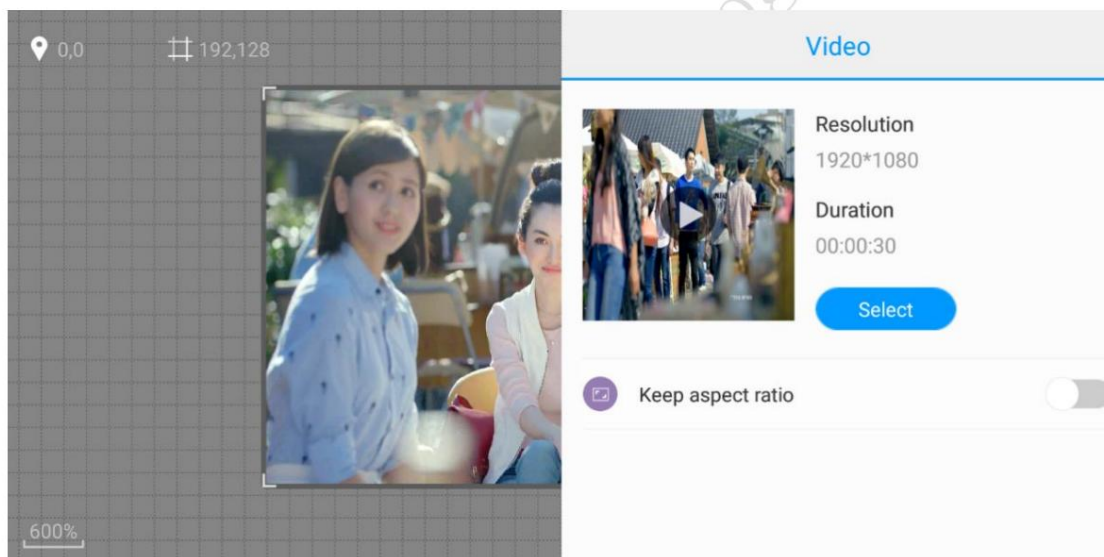 0,0
192,128
600%
Video
Resolution
1920*1080
Duration
00:00:30
Select
Keep aspect ratio